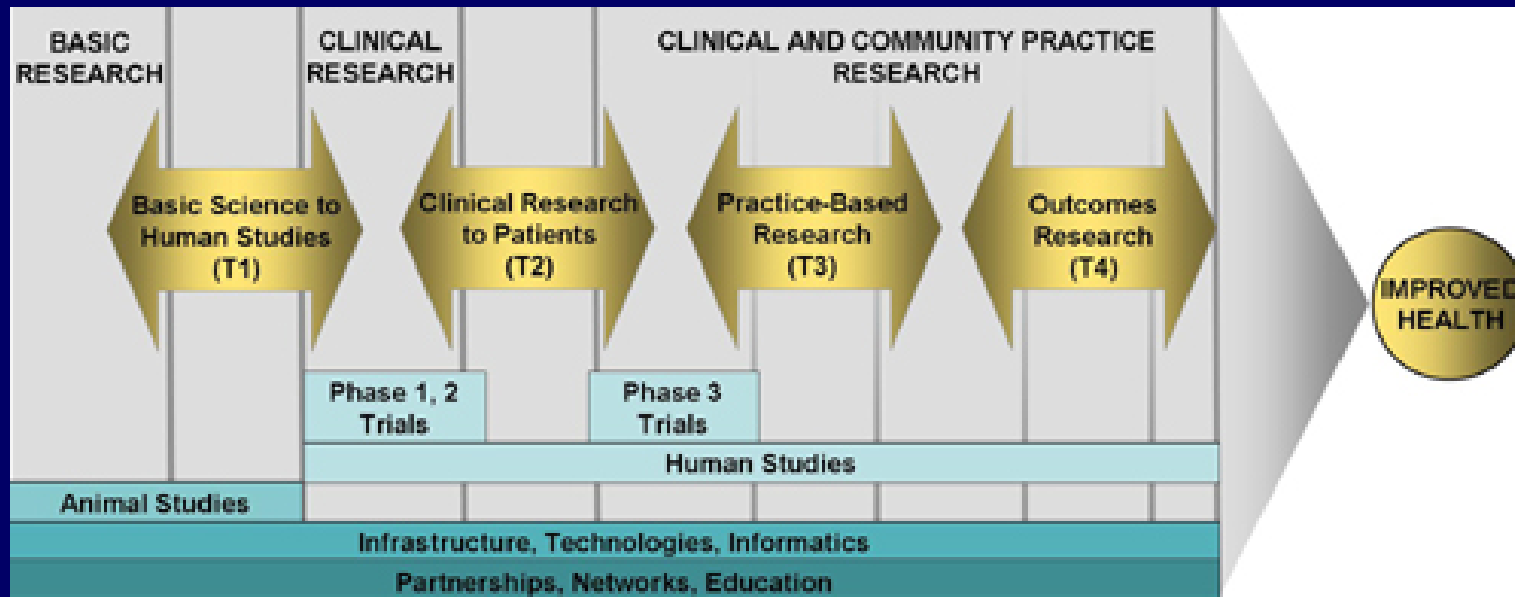 BASIC
RESEARCH
CLINICAL
RESEARCH
CLINICAL AND COMMUNITY PRACTICE
RESEARCH
Basic Science to
Human Studies
(T1)
Clinical Research
to Patients
(T2)
Practice-Based
Research
(T3)
Outcomes
Research
(T4)
IMPROVED
HEALTH
Phase 1, 2
Trials
Phase 3
Trials
Human Studies
Animal Studies
Infrastructure, Technologies, Informatics
Partnerships, Networks, Education